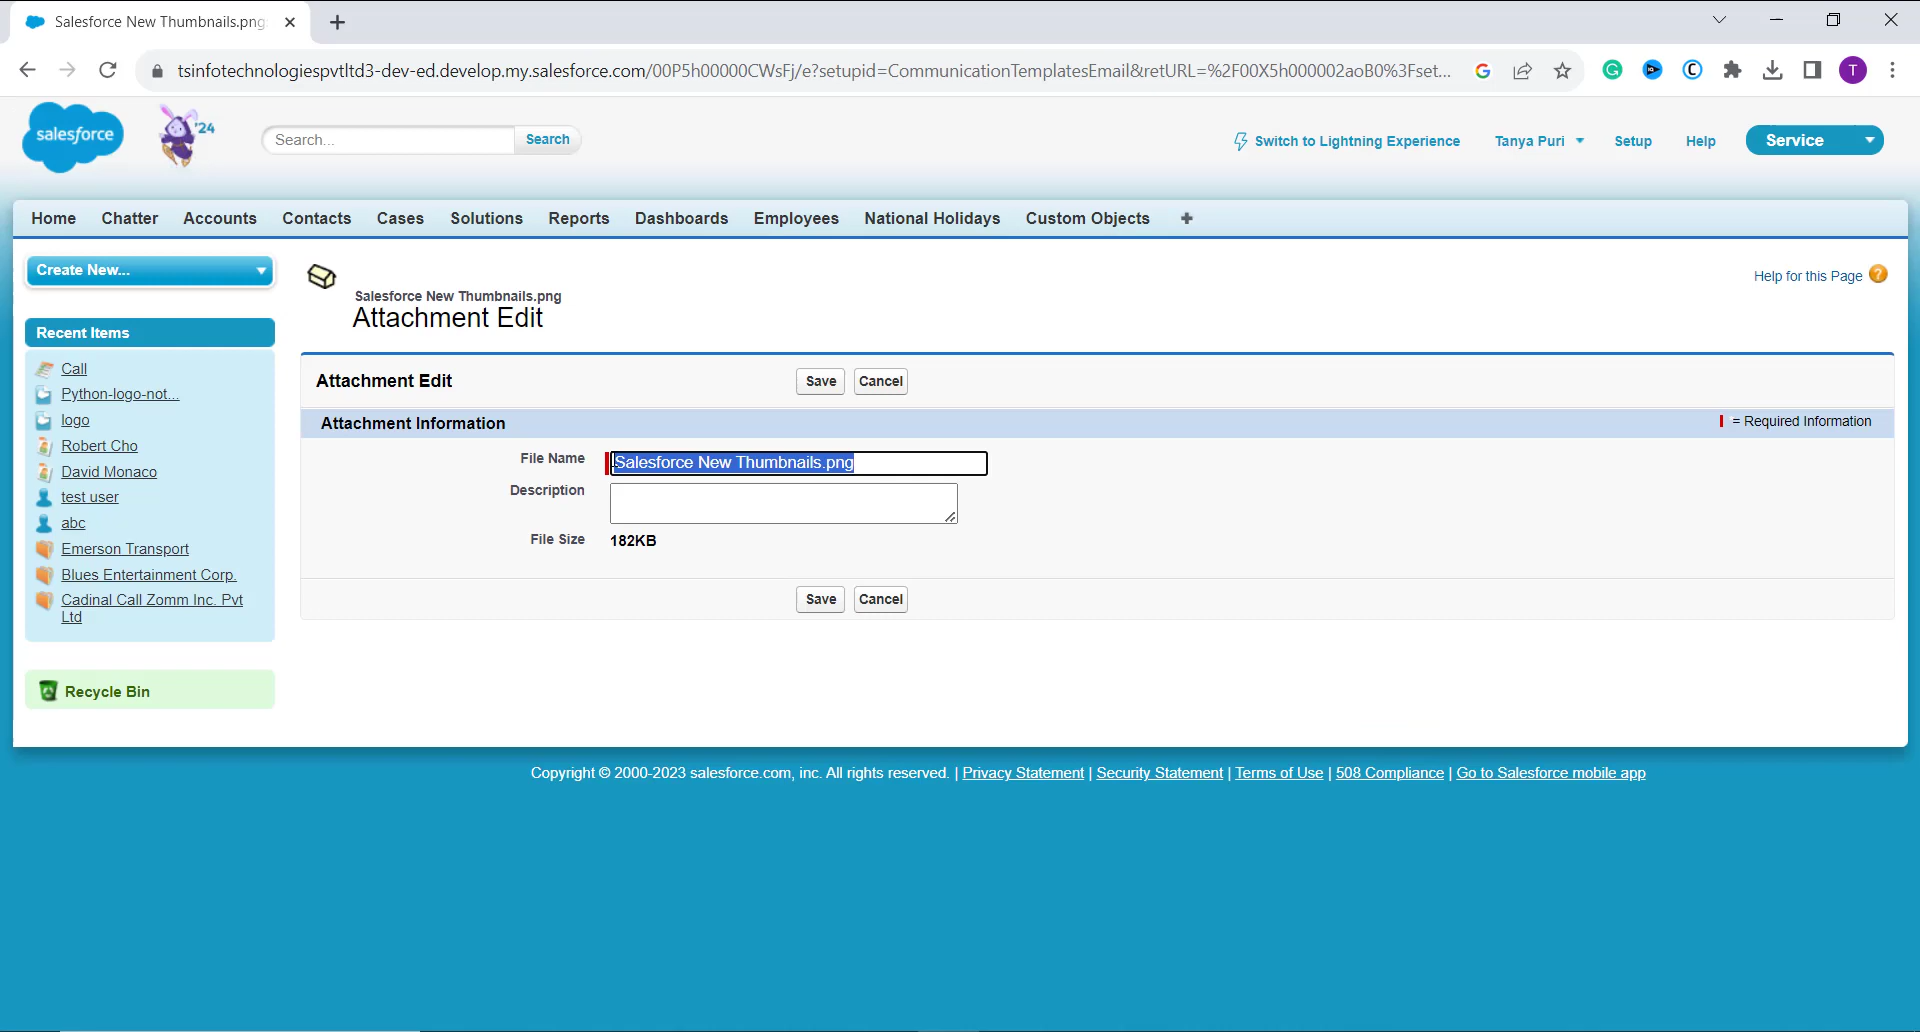 Salesforce New Thumbnails.png
tsinfotechnologiespvtltd3-dev-ed.develop.my.salesforce.com/00P5h00000CWsFj/e?setupid=CommunicationTemplatesEmail&retURL=%2F00X5h000002aoB0%3Fset...
T
salesforce
'24
Search...
Search
Switch to Lightning Experience
Tanya Puri
Setup
Help
Service
Home
Chatter
Accounts
Contacts
Cases
Solutions
Reports
Dashboards
Employees
National Holidays
Custom Objects
Create New...
Recent Items
Call
Python-logo-not...
logo
Robert Cho
David Monaco
test user
abc
Emerson Transport
Blues Entertainment Corp.
Cadinal Call Zomm Inc. Pvt
Ltd
Recycle Bin
Salesforce New Thumbnails.png
Attachment Edit
Help for this Page
Attachment Edit
Save
Cancel
Attachment Information
= Required Information
File Name
Salesforce New Thumbnails.png
Description
File Size
182KB
Save
Cancel
Copyright © 2000-2023 salesforce.com, inc. All rights reserved. | Privacy Statement | Security Statement | Terms of Use | 508 Compliance | Go to Salesforce mobile app